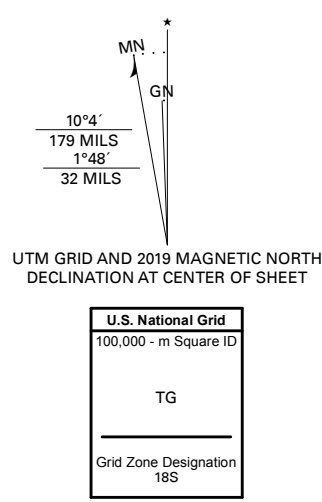 ★
MN
GN
10°4´
179 MILS
1°48´
32 MILS
UTM GRID AND 2019 MAGNETIC NORTH
DECLINATION AT CENTER OF SHEET
U.S. National Grid
100,000 - m Square ID
TG
Grid Zone Designation
18S